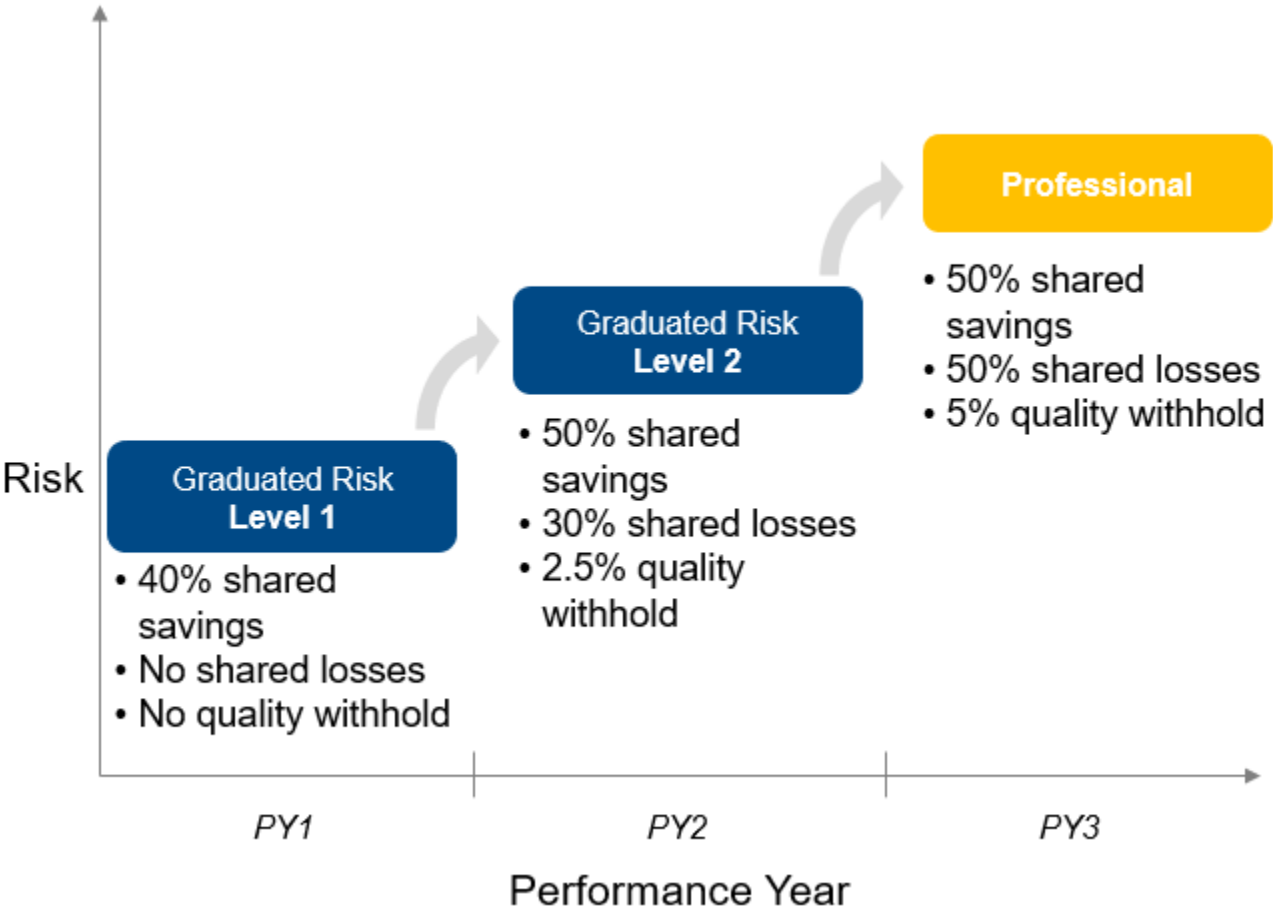 Risk
Graduated Risk
Level 1
• 40% shared
savings
• No shared losses
• No quality withhold
Graduated Risk
Level 2
• 50% shared
savings
• 30% shared losses
• 2.5% quality
withhold
Professional
• 50% shared
savings
• 50% shared losses
• 5% quality withhold
PY1
PY2
PY3
Performance Year